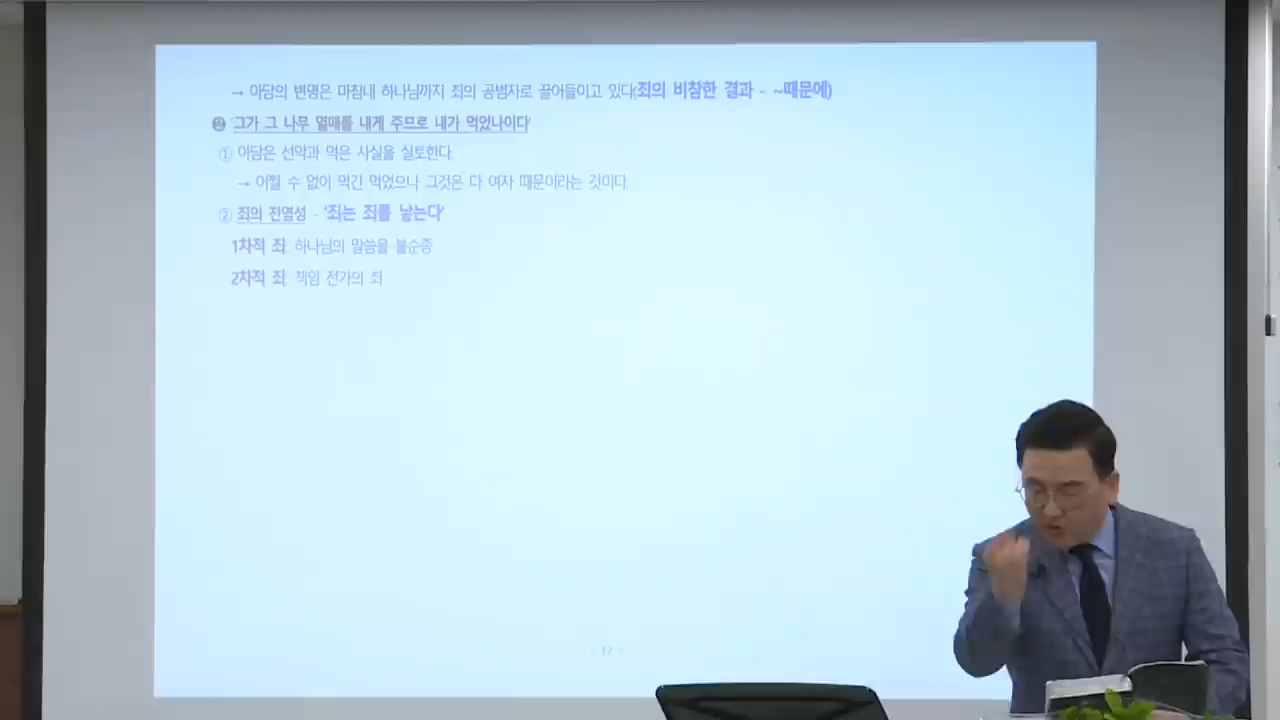 → 아담의 변명은 마침내 하나님까지 죄의 공범자로 끌어들이고 있다(죄의 비참한 결과 - ~때문에)
❷ '그가 그 나무 열매를 내게 주므로 내가 먹었나이다'
① 아담은 선악과 먹은 사실을 실토한다.
→ 어쩔 수 없이 먹긴 먹었으나 그것은 다 여자 때문이라는 것이다.
② 죄의 전염성 - '죄는 죄를 낳는다'
1차적 죄: 하나님의 말씀을 불순종
2차적 죄: 책임 전가의 죄
- 17 -